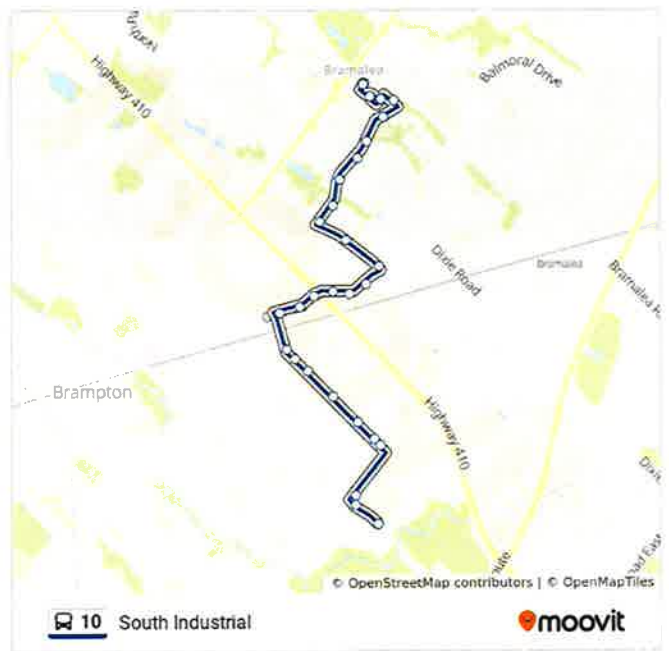 Highway 410
Bramalea
Balmoral Drive
Dixie Road
Bramalea
Brampton
Highway 410
© OpenStreetMap contributors | © OpenMapTiles
10 South Industrial
moovit